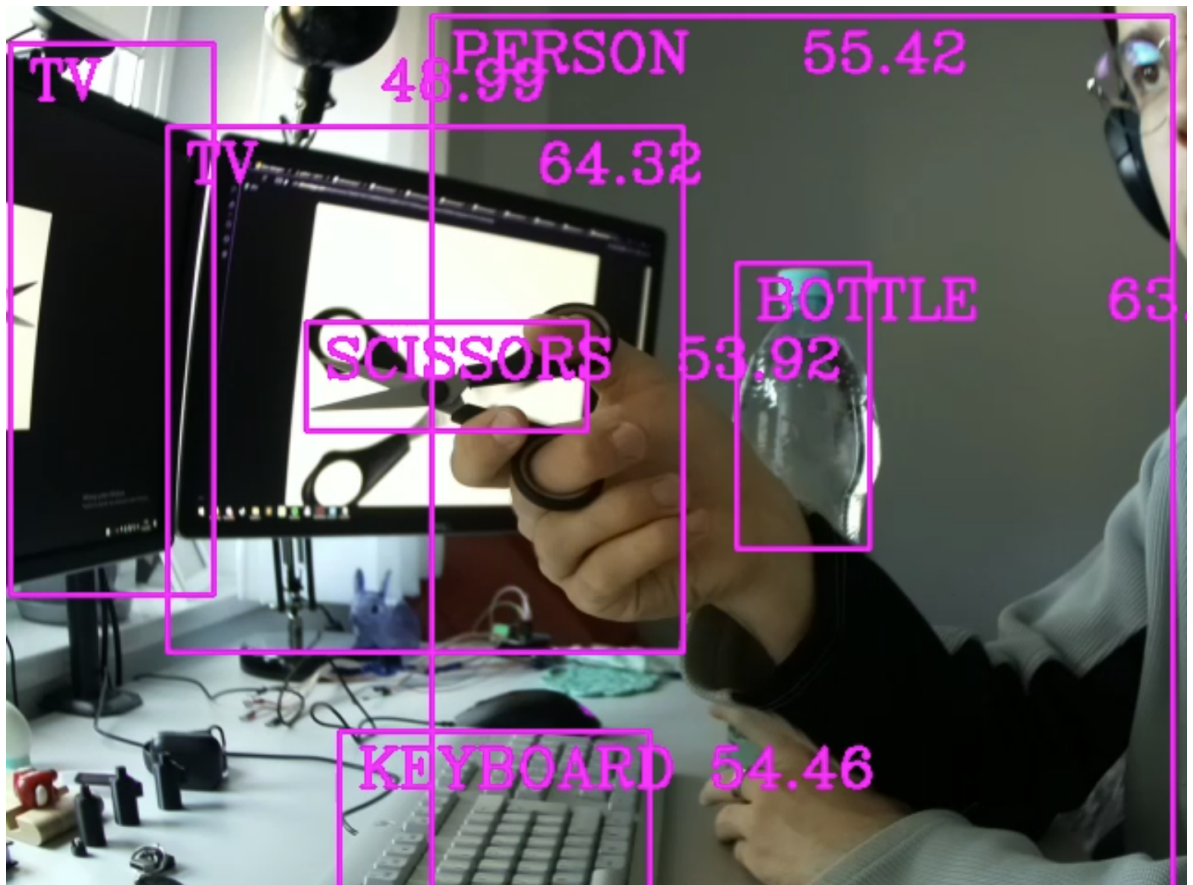 PERSON 55.42
TV 48.99
TV 64.32
BOTTLE 63.
SCISSORS 53.92
KEYBOARD 54.46